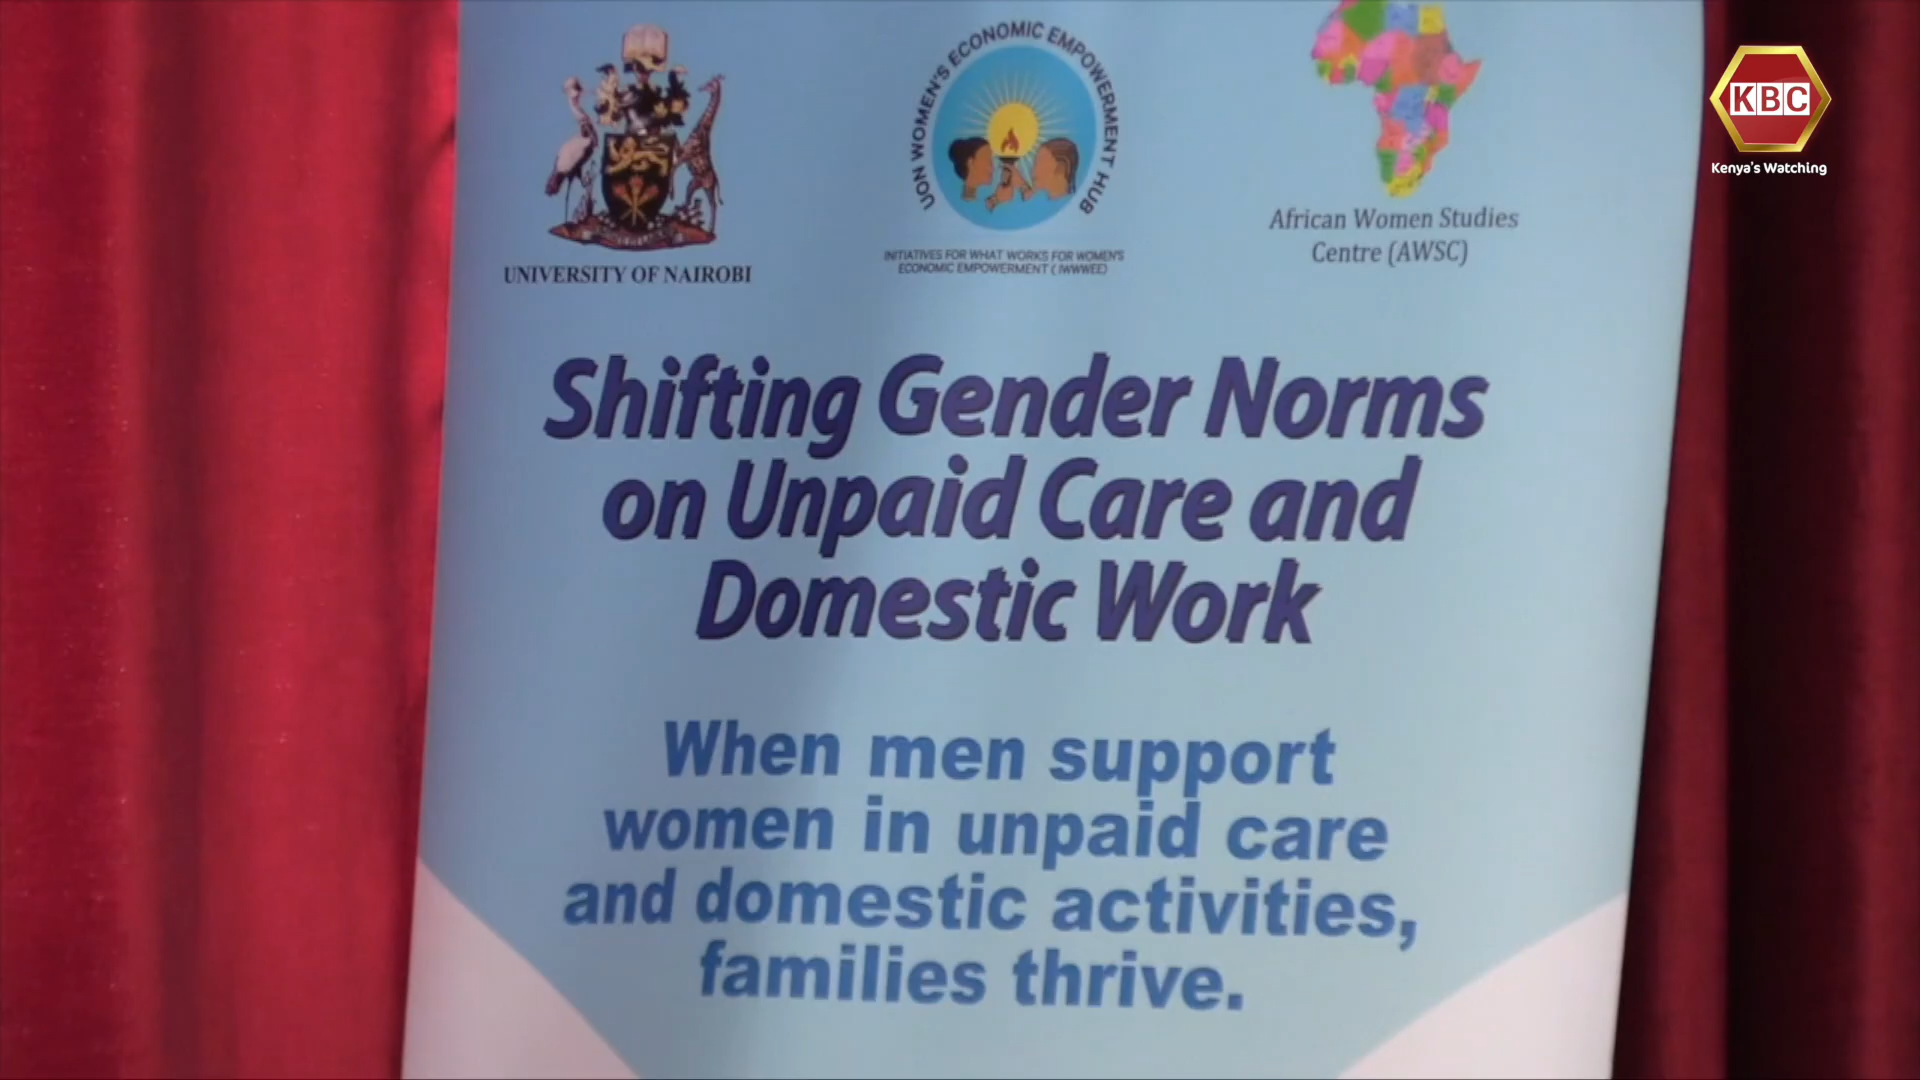 UON WOMEN'S ECONOMIC EMPOWERMENT HUB
KBC
Kenya's Watching
UNIVERSITY OF NAIROBI
INITIATIVES FOR WHAT WORKS FOR WOMEN'S
ECONOMIC EMPOWERMENT ( IWWWEE)
African Women Studies
Centre (AWSC)
Shifting Gender Norms
on Unpaid Care and
Domestic Work
When men support
women in unpaid care
and domestic activities,
families thrive.